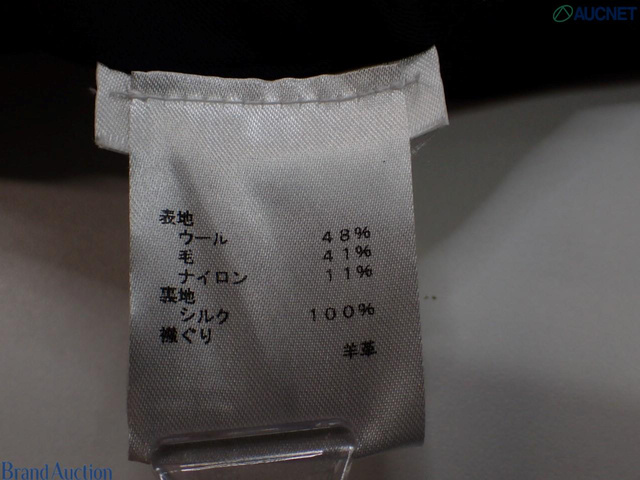 AUCNET
表地
ウール 48%
毛 41%
ナイロン 11%
裏地
シルク 100%
襟ぐり
羊革
Brand Auction